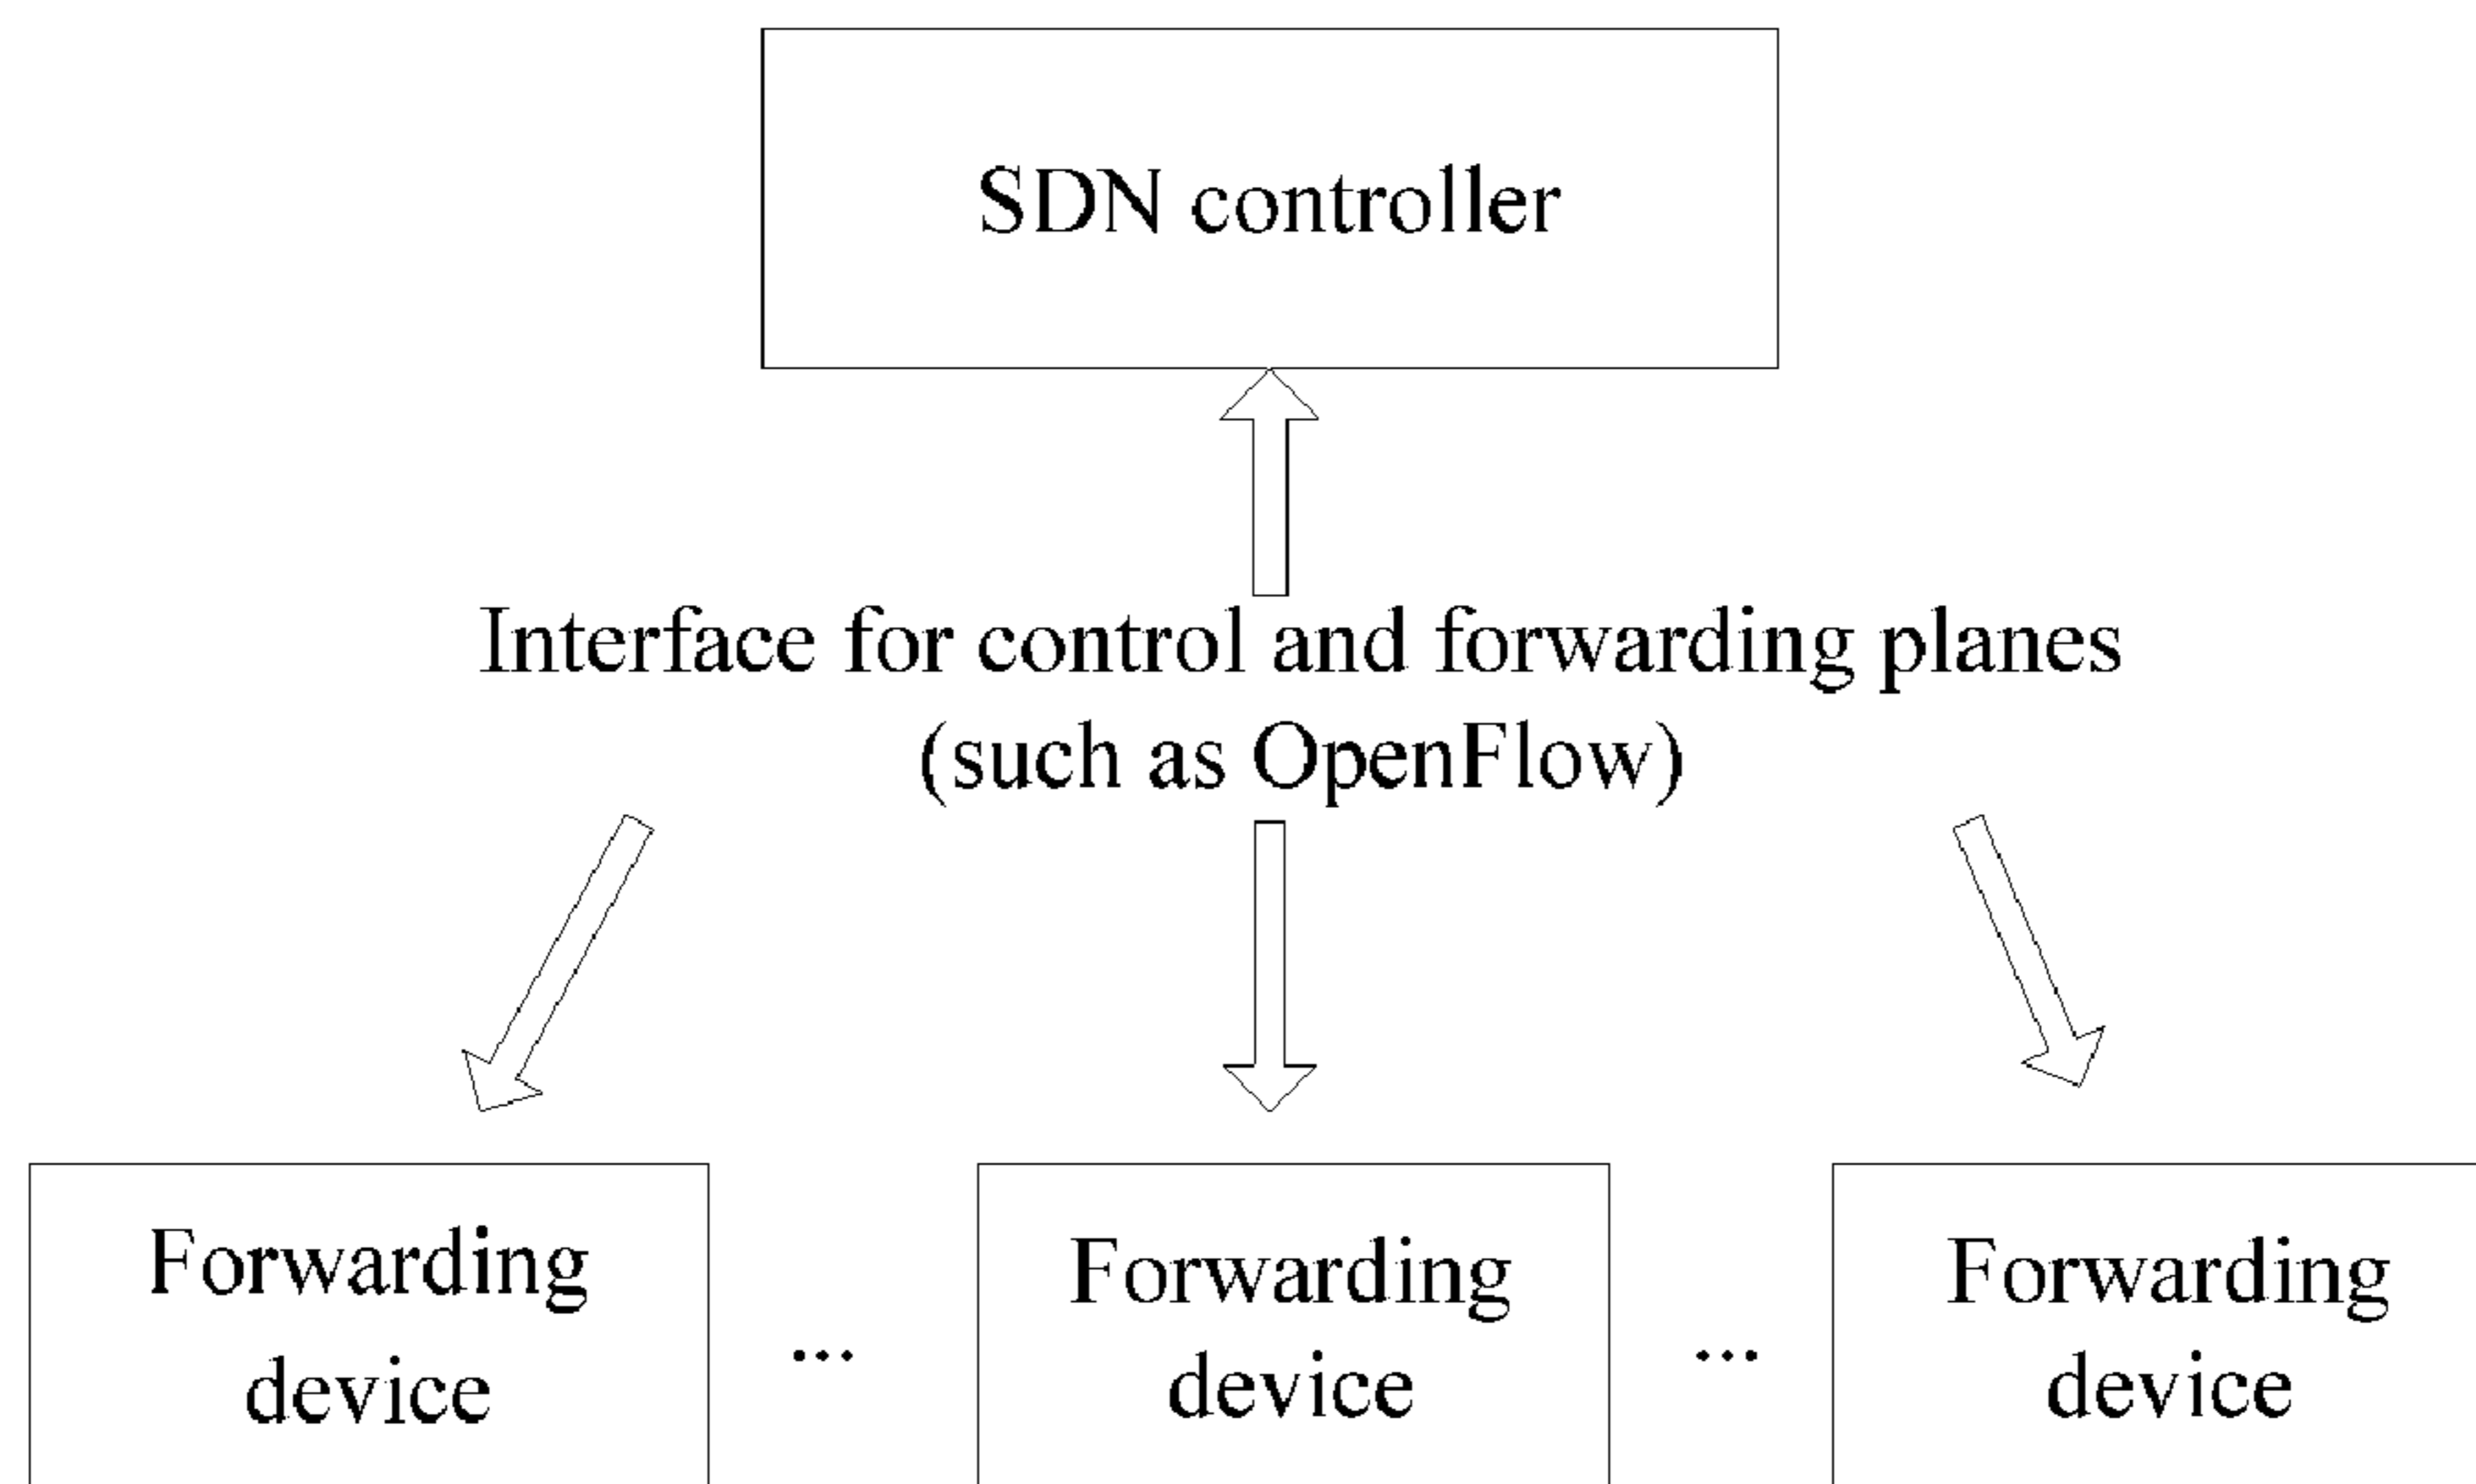 SDN controller
Interface for control and forwarding planes
(such as OpenFlow)
Forwarding
device
...
Forwarding
device
...
Forwarding
device